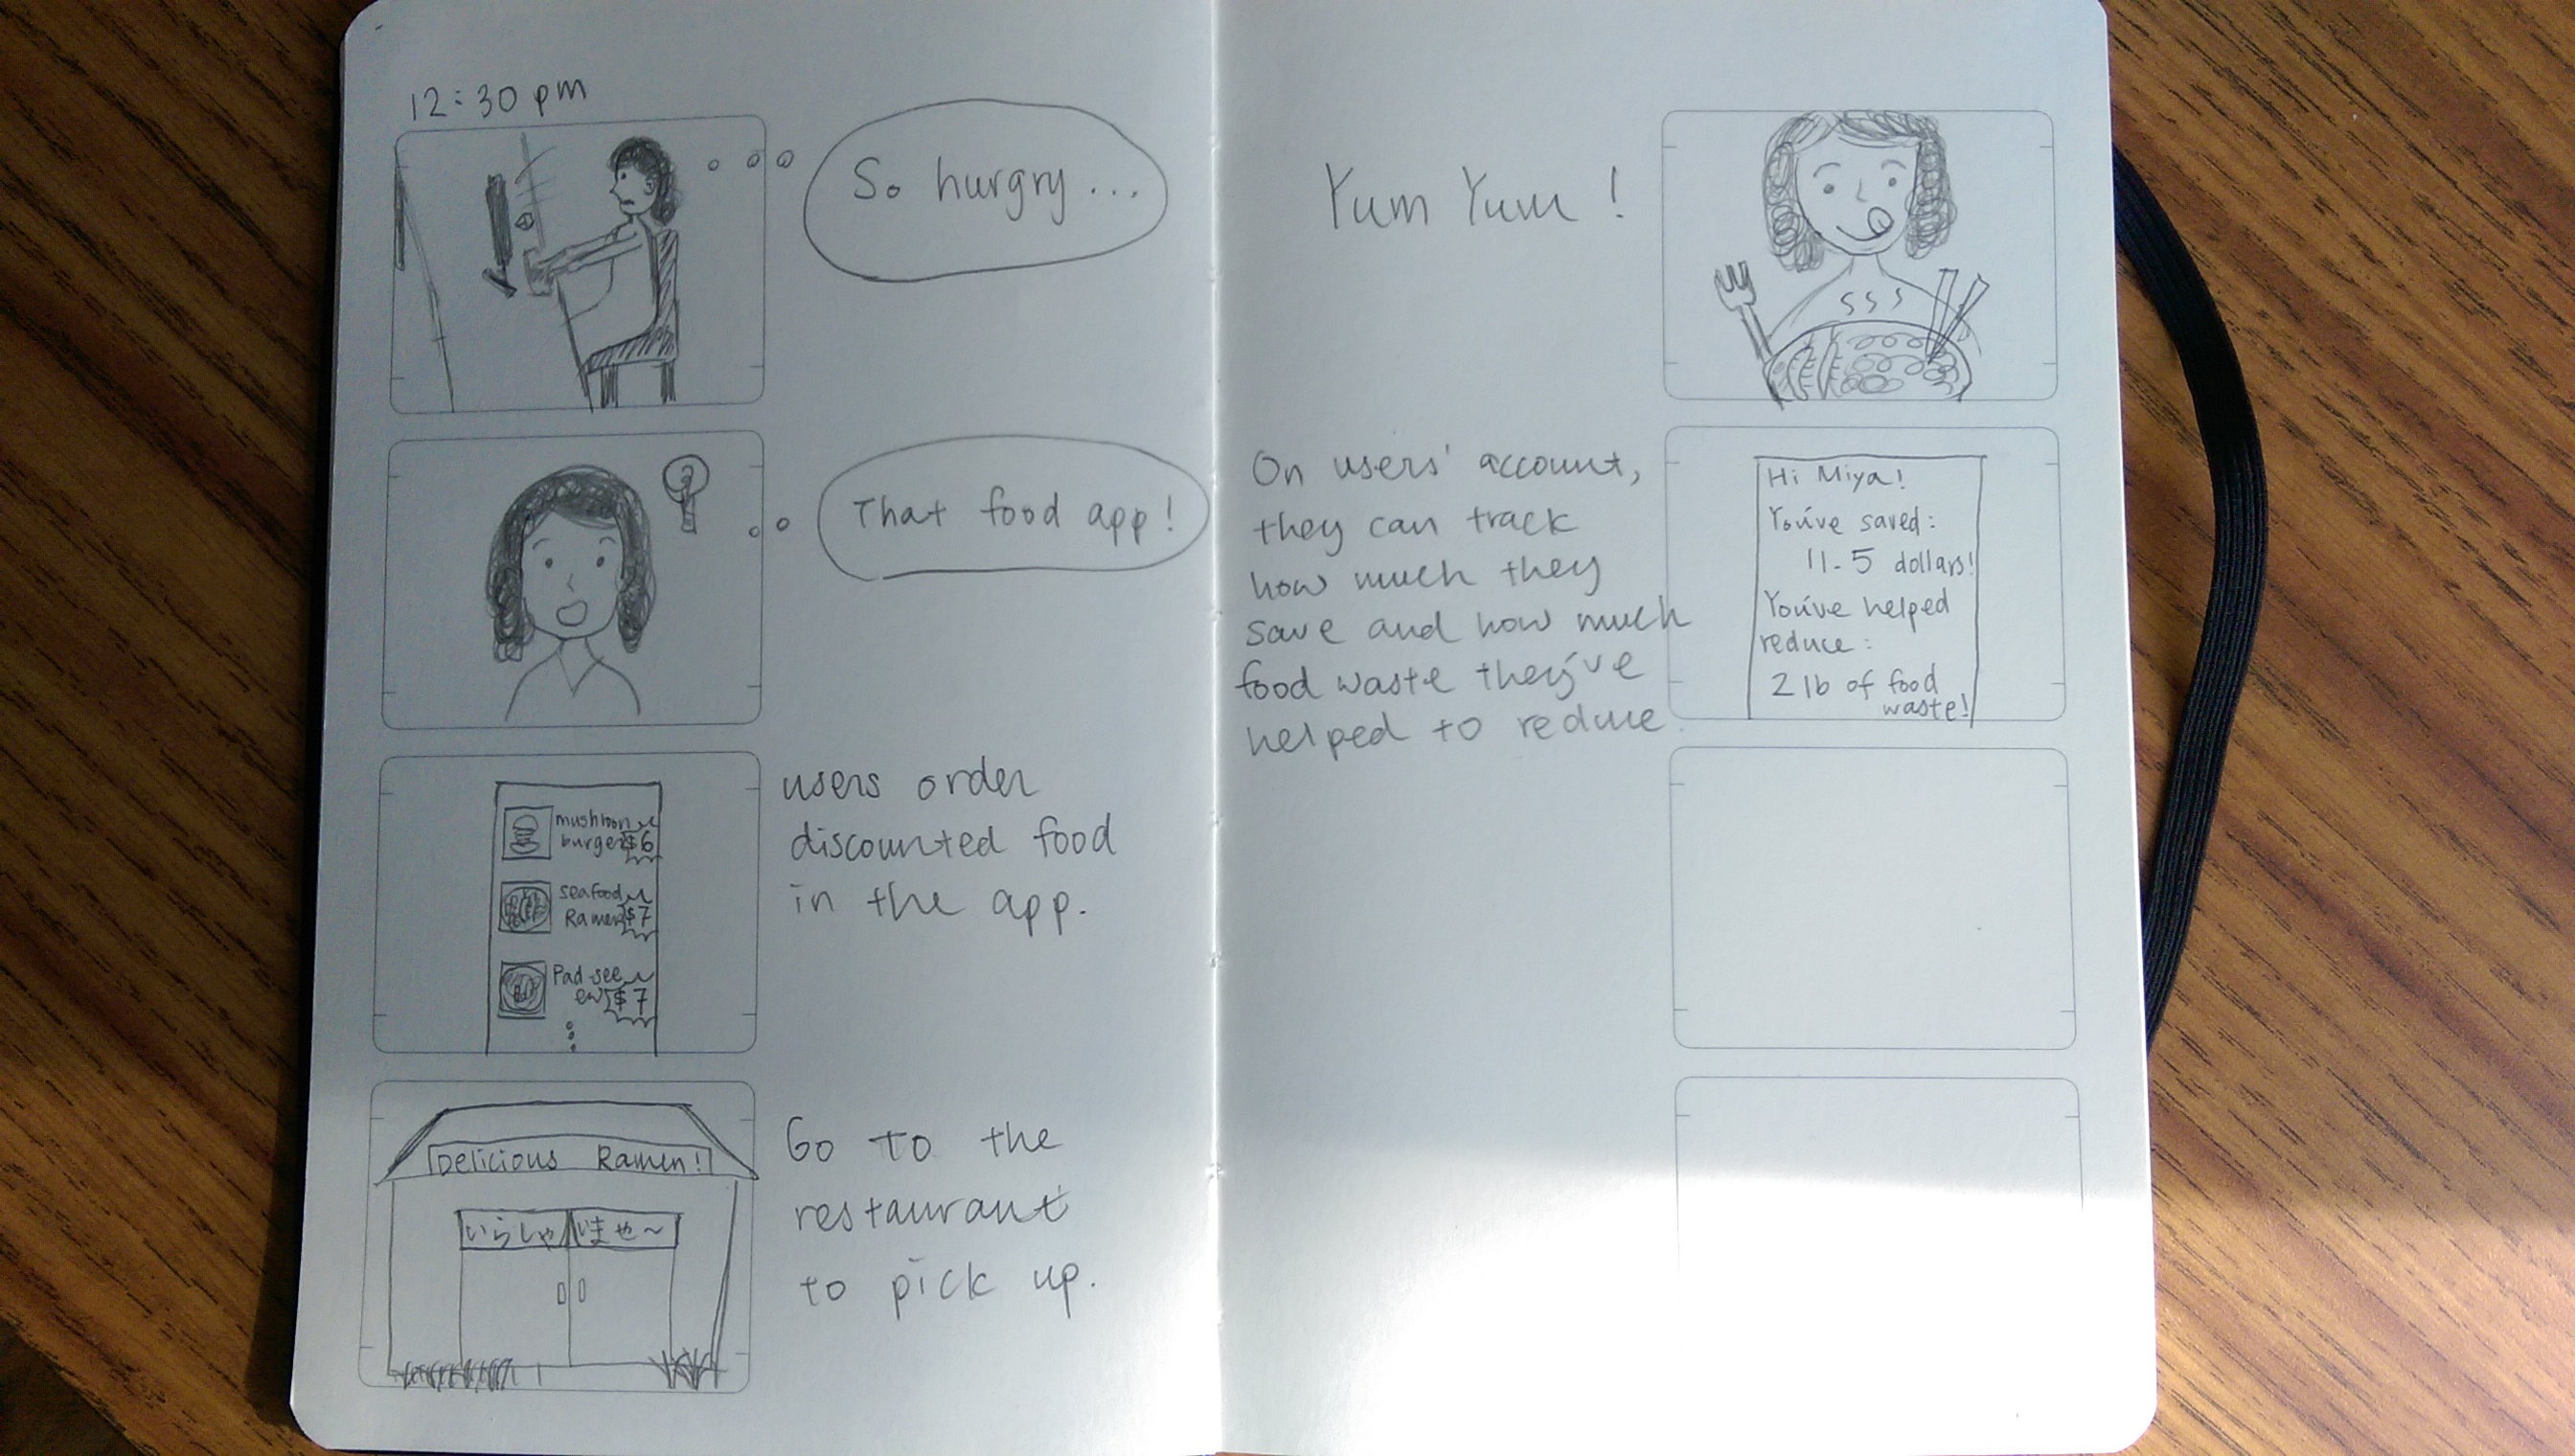 12:30 pm
So hurgry...
That food app!
mushroom
burger $6
seafood
Ramen $7
Pad see
ew $7
users order
discounted food
in the app.
Delicious Ramen!
いらしゃいませ〜
Go to the
restaurant
to pick up.
Yum Yum!
On users' account,
they can track
how much they
save and how much
food waste they've
helped to reduce.
Hi Miya!
You've saved:
11.5 dollars!
You've helped
reduce:
2 lb of food
waste!